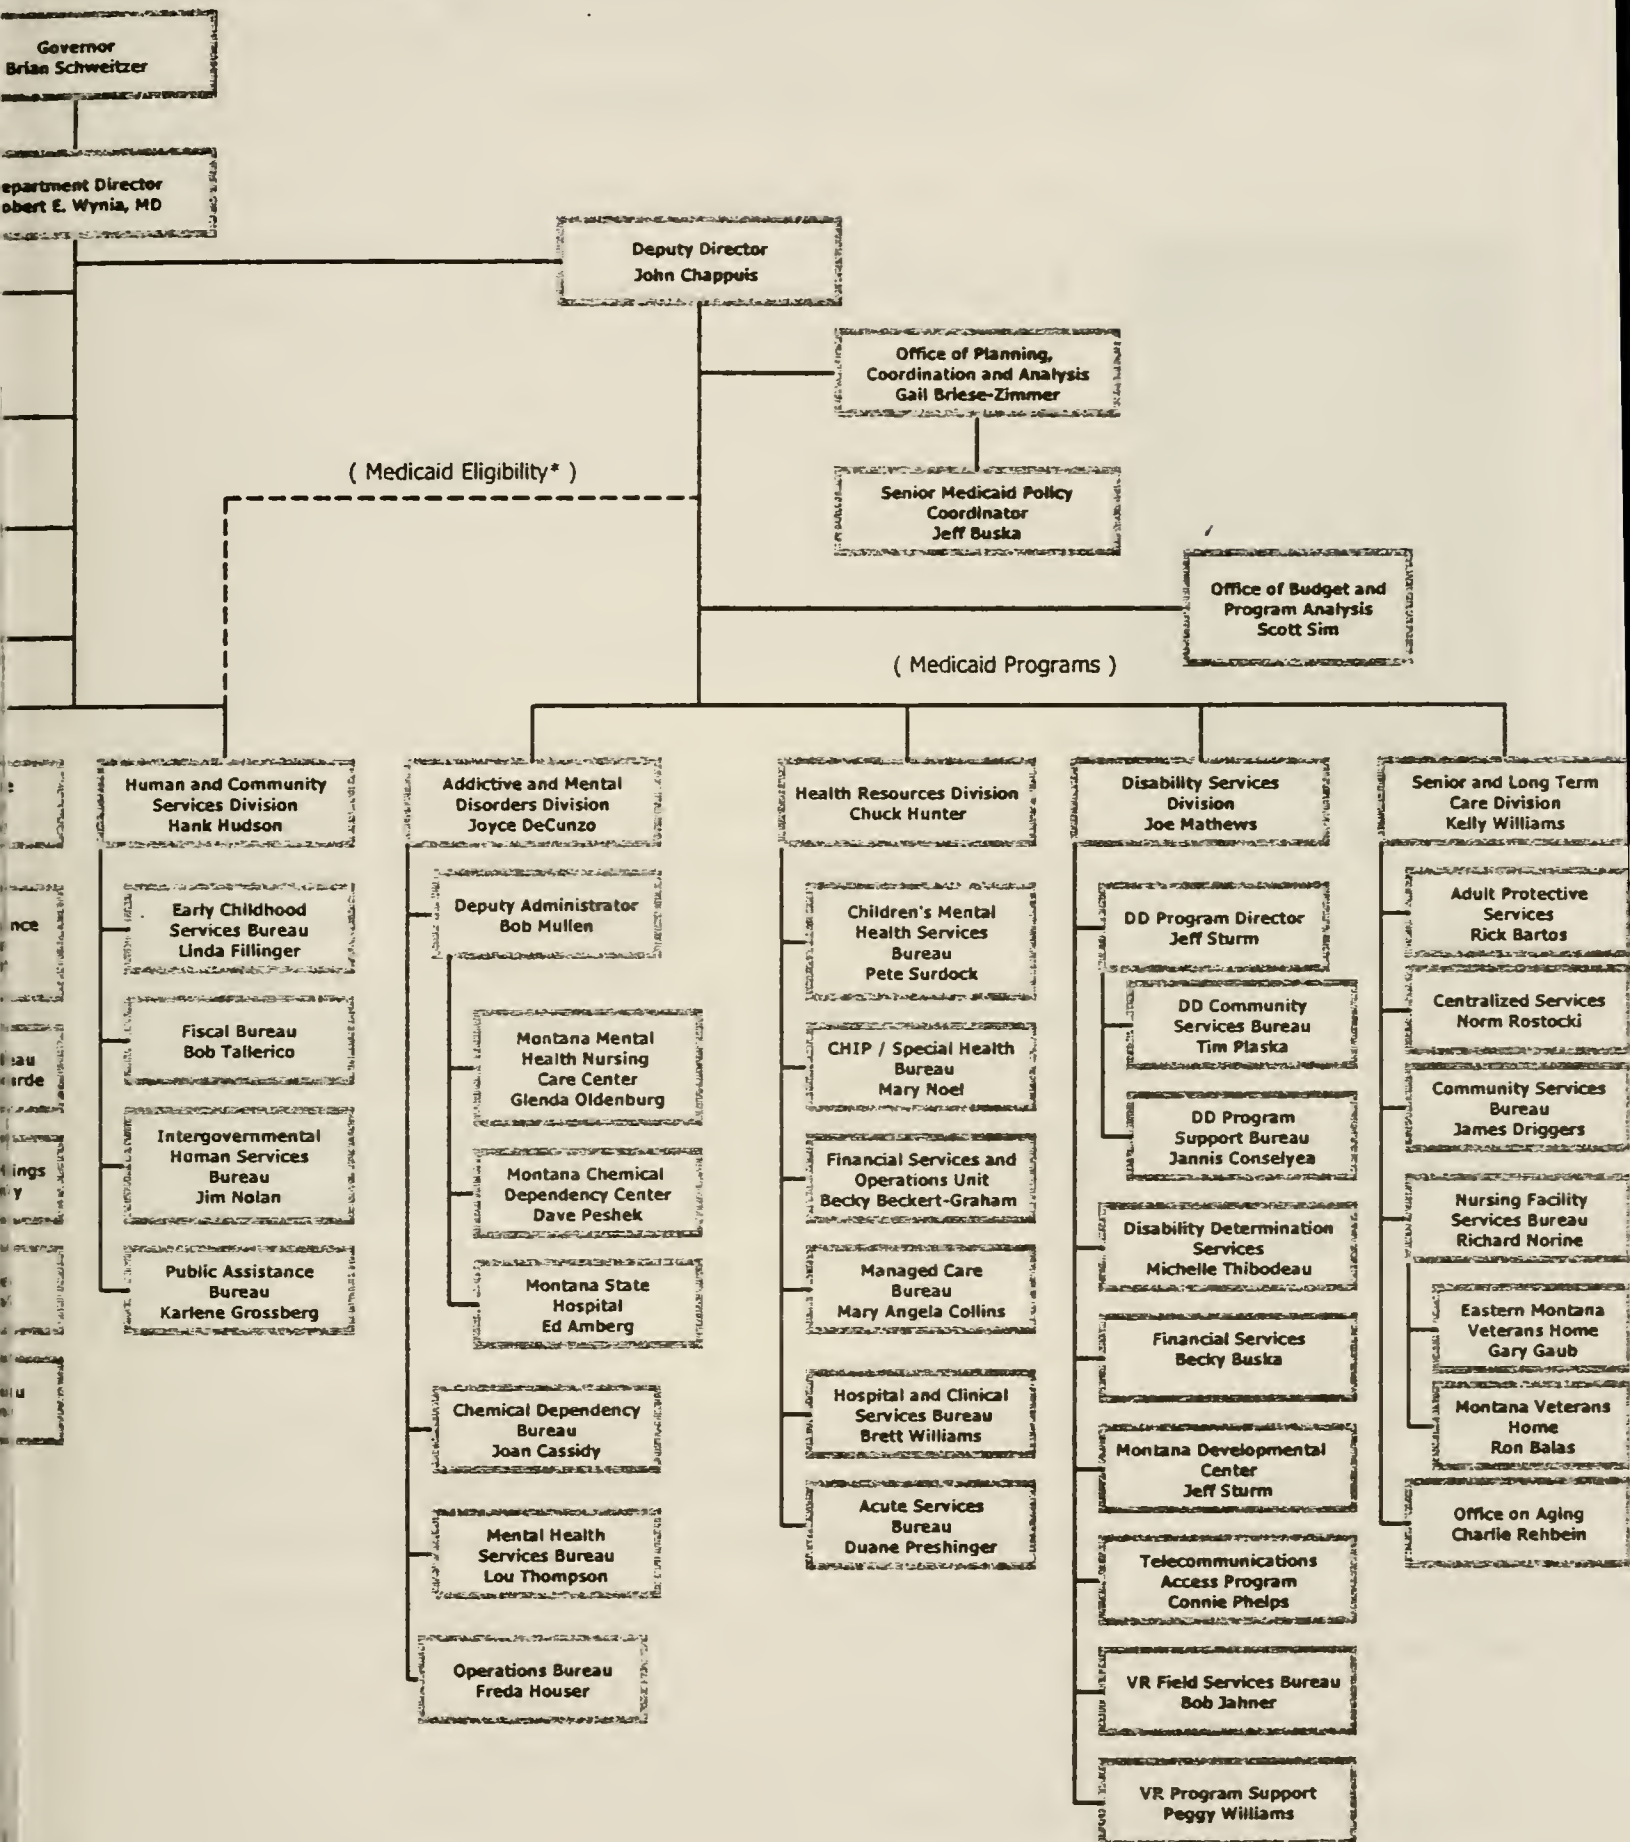 Governor
Brian Schweitzer
epartment Director
obert E. Wynia, MD
Deputy Director
John Chappuis
Office of Planning,
Coordination and Analysis
Gail Briese-Zimmer
( Medicaid Eligibility* )
Senior Medicaid Policy
Coordinator
Jeff Buska
Office of Budget and
Program Analysis
Scott Sim
( Medicaid Programs )
nce
eau
arde
ings
Human and Community
Services Division
Hank Hudson
Early Childhood
Services Bureau
Linda Fillinger
Fiscal Bureau
Bob Tallerico
Intergovernmental
Human Services
Bureau
Jim Nolan
Public Assistance
Bureau
Karlene Grossberg
Addictive and Mental
Disorders Division
Joyce DeCunzo
Deputy Administrator
Bob Mullen
Montana Mental
Health Nursing
Care Center
Glenda Oldenburg
Montana Chemical
Dependency Center
Dave Peshek
Montana State
Hospital
Ed Amberg
Chemical Dependency
Bureau
Joan Cassidy
Mental Health
Services Bureau
Lou Thompson
Operations Bureau
Freda Houser
Health Resources Division
Chuck Hunter
Children's Mental
Health Services
Bureau
Pete Surdock
CHIP / Special Health
Bureau
Mary Noel
Financial Services and
Operations Unit
Becky Beckert-Graham
Managed Care
Bureau
Mary Angela Collins
Hospital and Clinical
Services Bureau
Brett Williams
Acute Services
Bureau
Duane Preshinger
Disability Services
Division
Joe Mathews
DD Program Director
Jeff Sturm
DD Community
Services Bureau
Tim Plaska
DD Program
Support Bureau
Jannis Conselyea
Disability Determination
Services
Michelle Thibodeau
Financial Services
Becky Buska
Montana Developmental
Center
Jeff Sturm
Telecommunications
Access Program
Connie Phelps
VR Field Services Bureau
Bob Jahner
VR Program Support
Peggy Williams
Senior and Long Term
Care Division
Kelly Williams
Adult Protective
Services
Rick Bartos
Centralized Services
Norm Rostocki
Community Services
Bureau
James Driggers
Nursing Facility
Services Bureau
Richard Norine
Eastern Montana
Veterans Home
Gary Gaub
Montana Veterans
Home
Ron Balas
Office on Aging
Charlie Rehbein